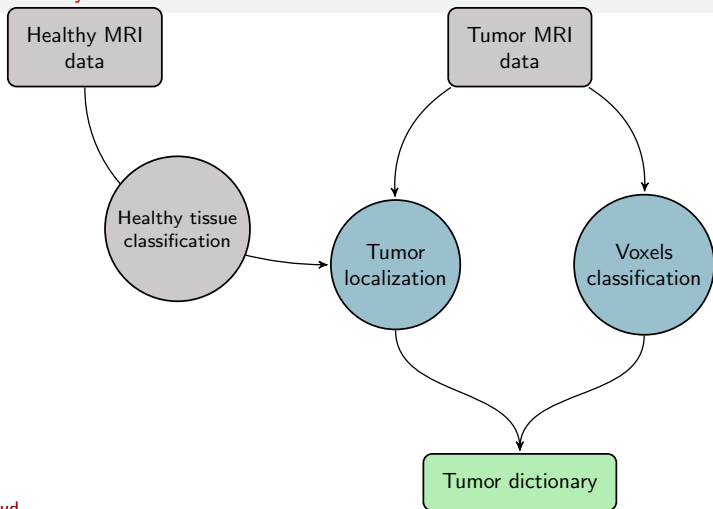 Healthy MRI
data
Tumor MRI
data
Healthy tissue
classification
Tumor
localization
Voxels
classification
Tumor dictionary